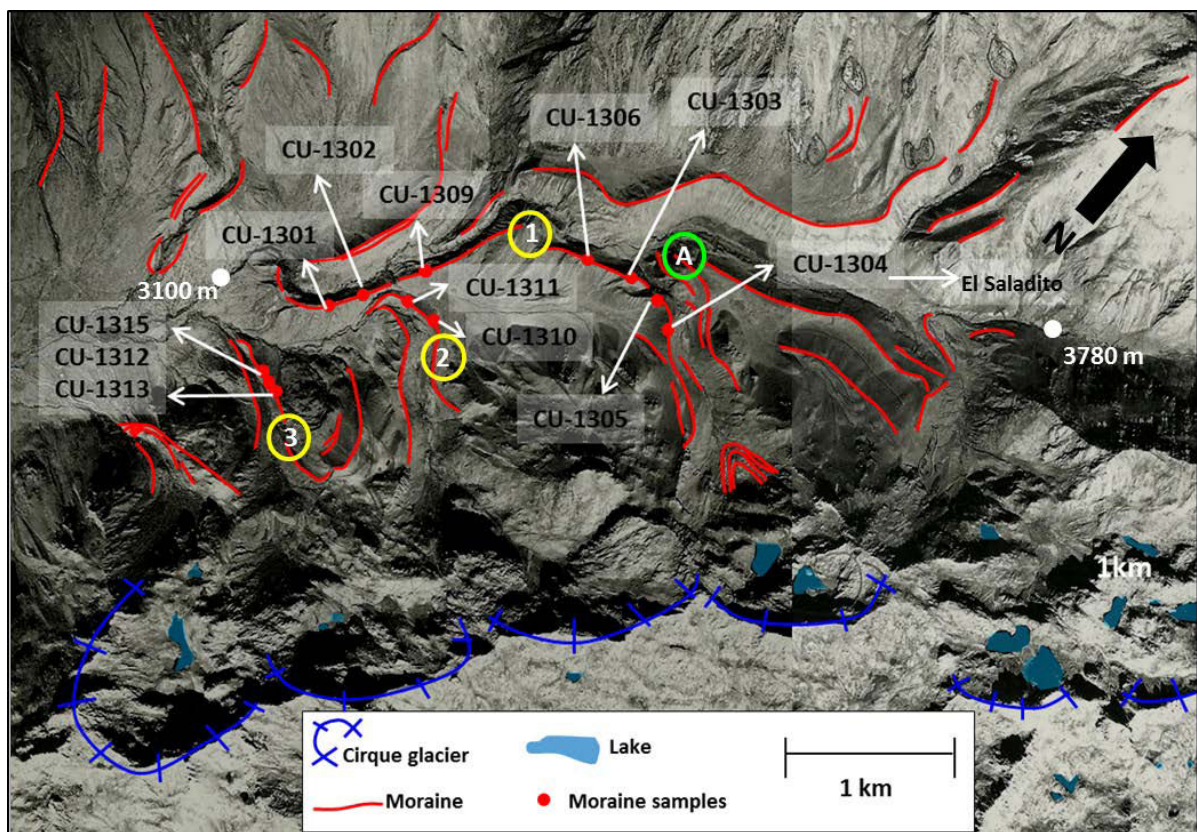 CU-1303
CU-1306
CU-1302
CU-1309
CU-1301
1
A
CU-1304
El Saladito
N
3100 m
CU-1311
CU-1315
CU-1310
3780 m
CU-1312
2
CU-1313
CU-1305
3
1km
Cirque glacier
Lake
Moraine
Moraine samples
1 km